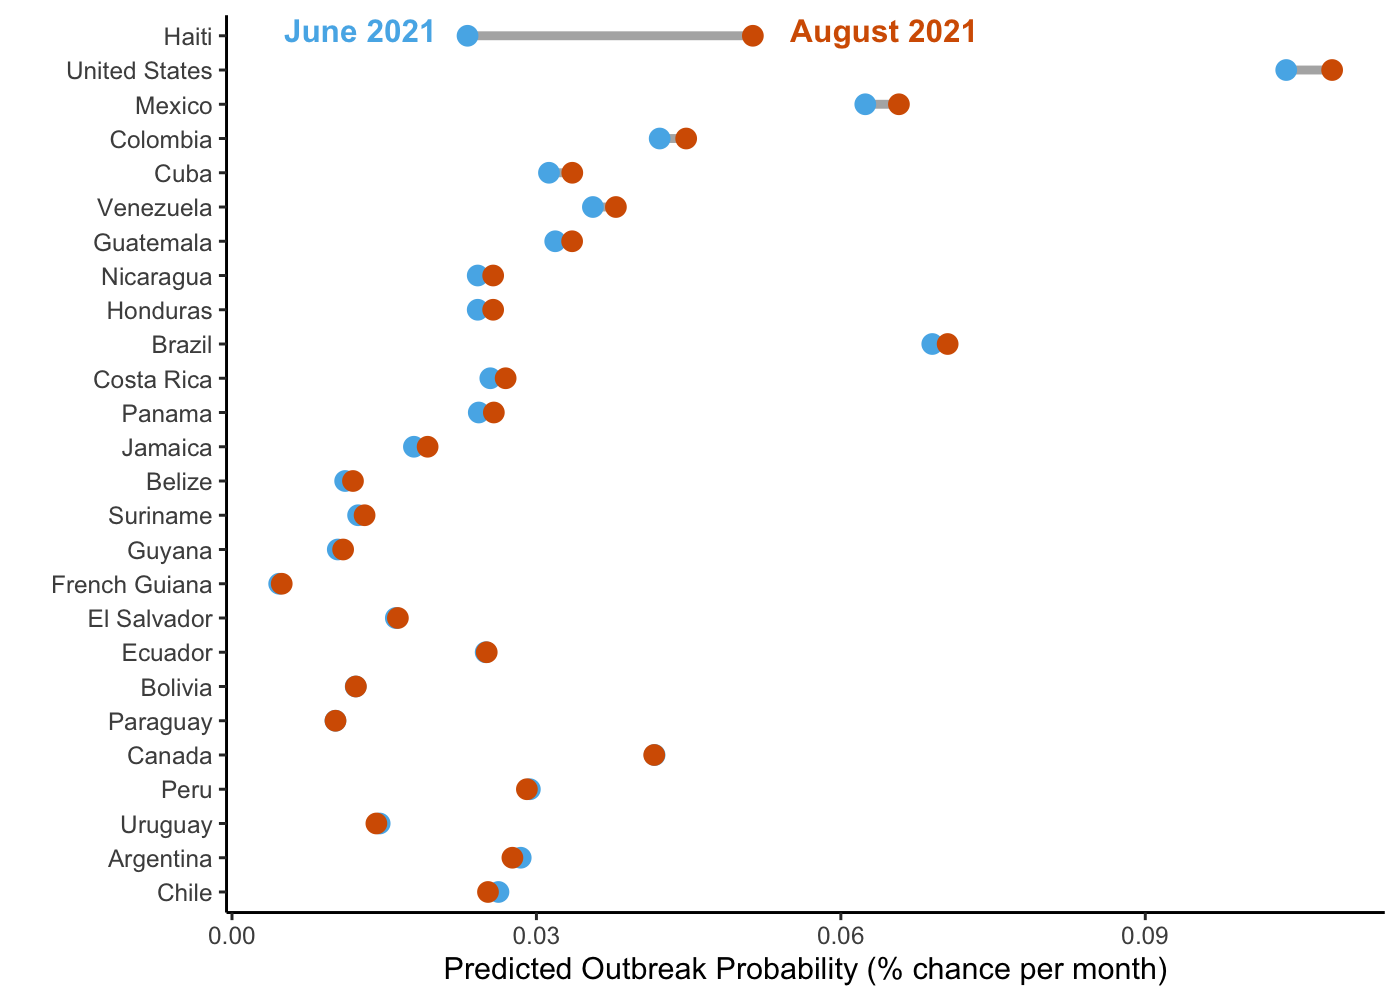 Haiti June 2021 August 2021
United States
Mexico
Colombia
Cuba
Venezuela
Guatemala
Nicaragua
Honduras
Brazil
Costa Rica
Panama
Jamaica
Belize
Suriname
Guyana
French Guiana
El Salvador
Ecuador
Bolivia
Paraguay
Canada
Peru
Uruguay
Argentina
Chile
0.00 0.03 0.06 0.09
Predicted Outbreak Probability (% chance per month)